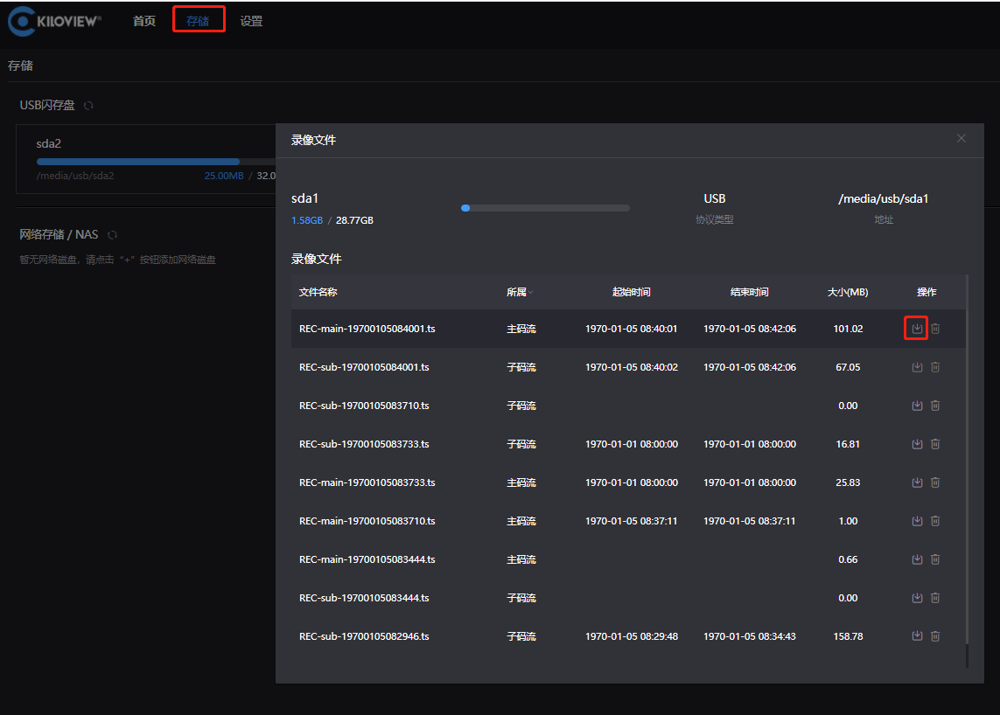 KILOVIEW® 首页 存储 设置
存储
USB闪存盘
sda2
/media/usb/sda2 25.00MB / 32.0
网络存储 / NAS
暂无网络磁盘，请点击“+”按钮添加网络磁盘
录像文件
sda1 USB /media/usb/sda1
1.58GB / 28.77GB 协议类型 地址
录像文件
文件名称 所属 起始时间 结束时间 大小(MB) 操作
REC-main-19700105084001.ts 主码流 1970-01-05 08:40:01 1970-01-05 08:42:06 101.02
REC-sub-19700105084001.ts 子码流 1970-01-05 08:40:02 1970-01-05 08:42:06 67.05
REC-sub-19700105083710.ts 子码流 0.00
REC-sub-19700105083733.ts 子码流 1970-01-01 08:00:00 1970-01-01 08:00:00 16.81
REC-main-19700105083733.ts 主码流 1970-01-01 08:00:00 1970-01-01 08:00:00 25.83
REC-main-19700105083710.ts 主码流 1970-01-05 08:37:11 1970-01-05 08:37:11 1.00
REC-main-19700105083444.ts 主码流 0.66
REC-sub-19700105083444.ts 子码流 0.00
REC-sub-19700105082946.ts 子码流 1970-01-05 08:29:48 1970-01-05 08:34:43 158.78